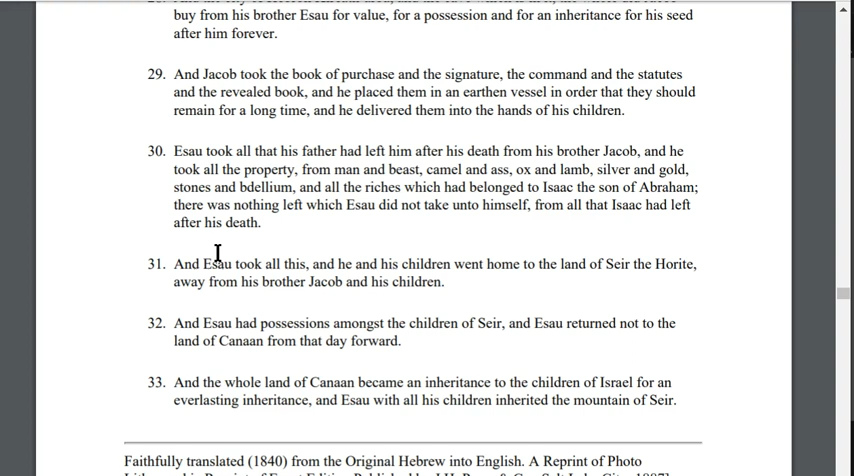 buy from his brother Esau for value, for a possession and for an inheritance for his seed
after him forever.
29. And Jacob took the book of purchase and the signature, the command and the statutes
and the revealed book, and he placed them in an earthen vessel in order that they should
remain for a long time, and he delivered them into the hands of his children.
30. Esau took all that his father had left him after his death from his brother Jacob, and he
took all the property, from man and beast, camel and ass, ox and lamb, silver and gold,
stones and bdellium, and all the riches which had belonged to Isaac the son of Abraham;
there was nothing left which Esau did not take unto himself, from all that Isaac had left
after his death.
31. And Esau took all this, and he and his children went home to the land of Seir the Horite,
away from his brother Jacob and his children.
32. And Esau had possessions amongst the children of Seir, and Esau returned not to the
land of Canaan from that day forward.
33. And the whole land of Canaan became an inheritance to the children of Israel for an
everlasting inheritance, and Esau with all his children inherited the mountain of Seir.
Faithfully translated (1840) from the Original Hebrew into English. A Reprint of Photo